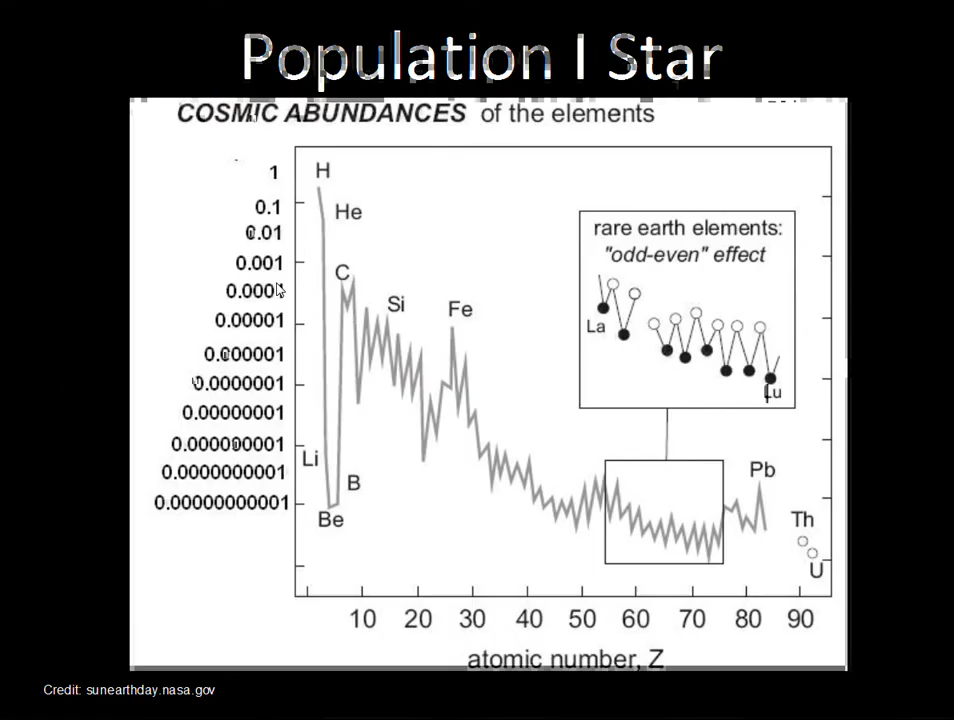 Population I Star
COSMIC ABUNDANCES of the elements
1
0.1
0.01
0.001
0.0001
0.00001
0.000001
0.0000001
0.00000001
0.000000001
0.0000000001
0.00000000001
H
He
C
Si
Fe
Li
B
Be
rare earth elements:
"odd-even" effect
La
Lu
Pb
Th
U
10 20 30 40 50 60 70 80 90
atomic number, Z
Credit: sunearthday.nasa.gov